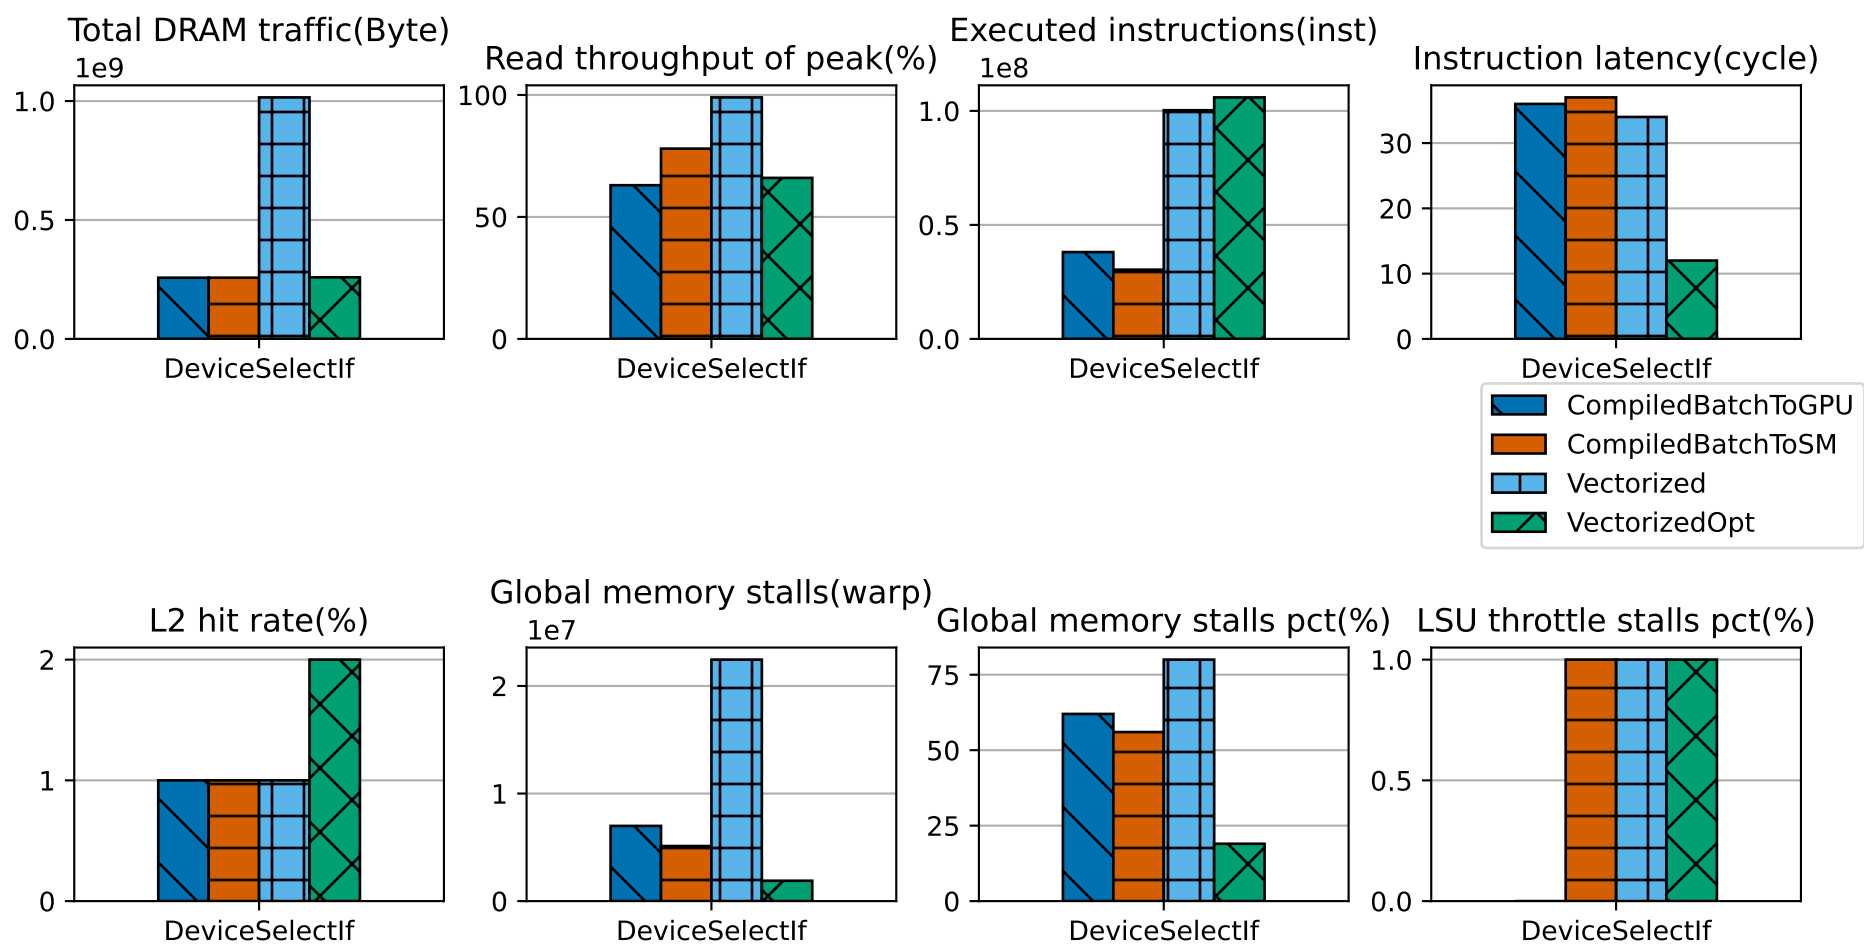 Total DRAM traffic(Byte)
1e9
1.0
0.5
0.0
DeviceSelectIf
Read throughput of peak(%)
100
50
0
DeviceSelectIf
Executed instructions(inst)
1e8
1.0
0.5
0.0
DeviceSelectIf
Instruction latency(cycle)
30
20
10
0
DeviceSelectIf
CompiledBatchToGPU
CompiledBatchToSM
Vectorized
VectorizedOpt
L2 hit rate(%)
2
1
0
DeviceSelectIf
Global memory stalls(warp)
1e7
2
1
0
DeviceSelectIf
Global memory stalls pct(%)
75
50
25
0
DeviceSelectIf
LSU throttle stalls pct(%)
1.0
0.5
0.0
DeviceSelectIf